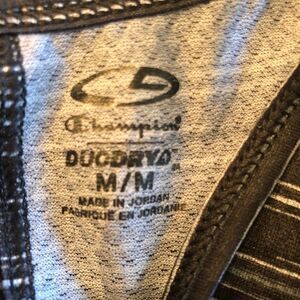 Champion
DUODRY
M/M
MADE IN JORDAN
FABRIQUÉ EN JORDANIE